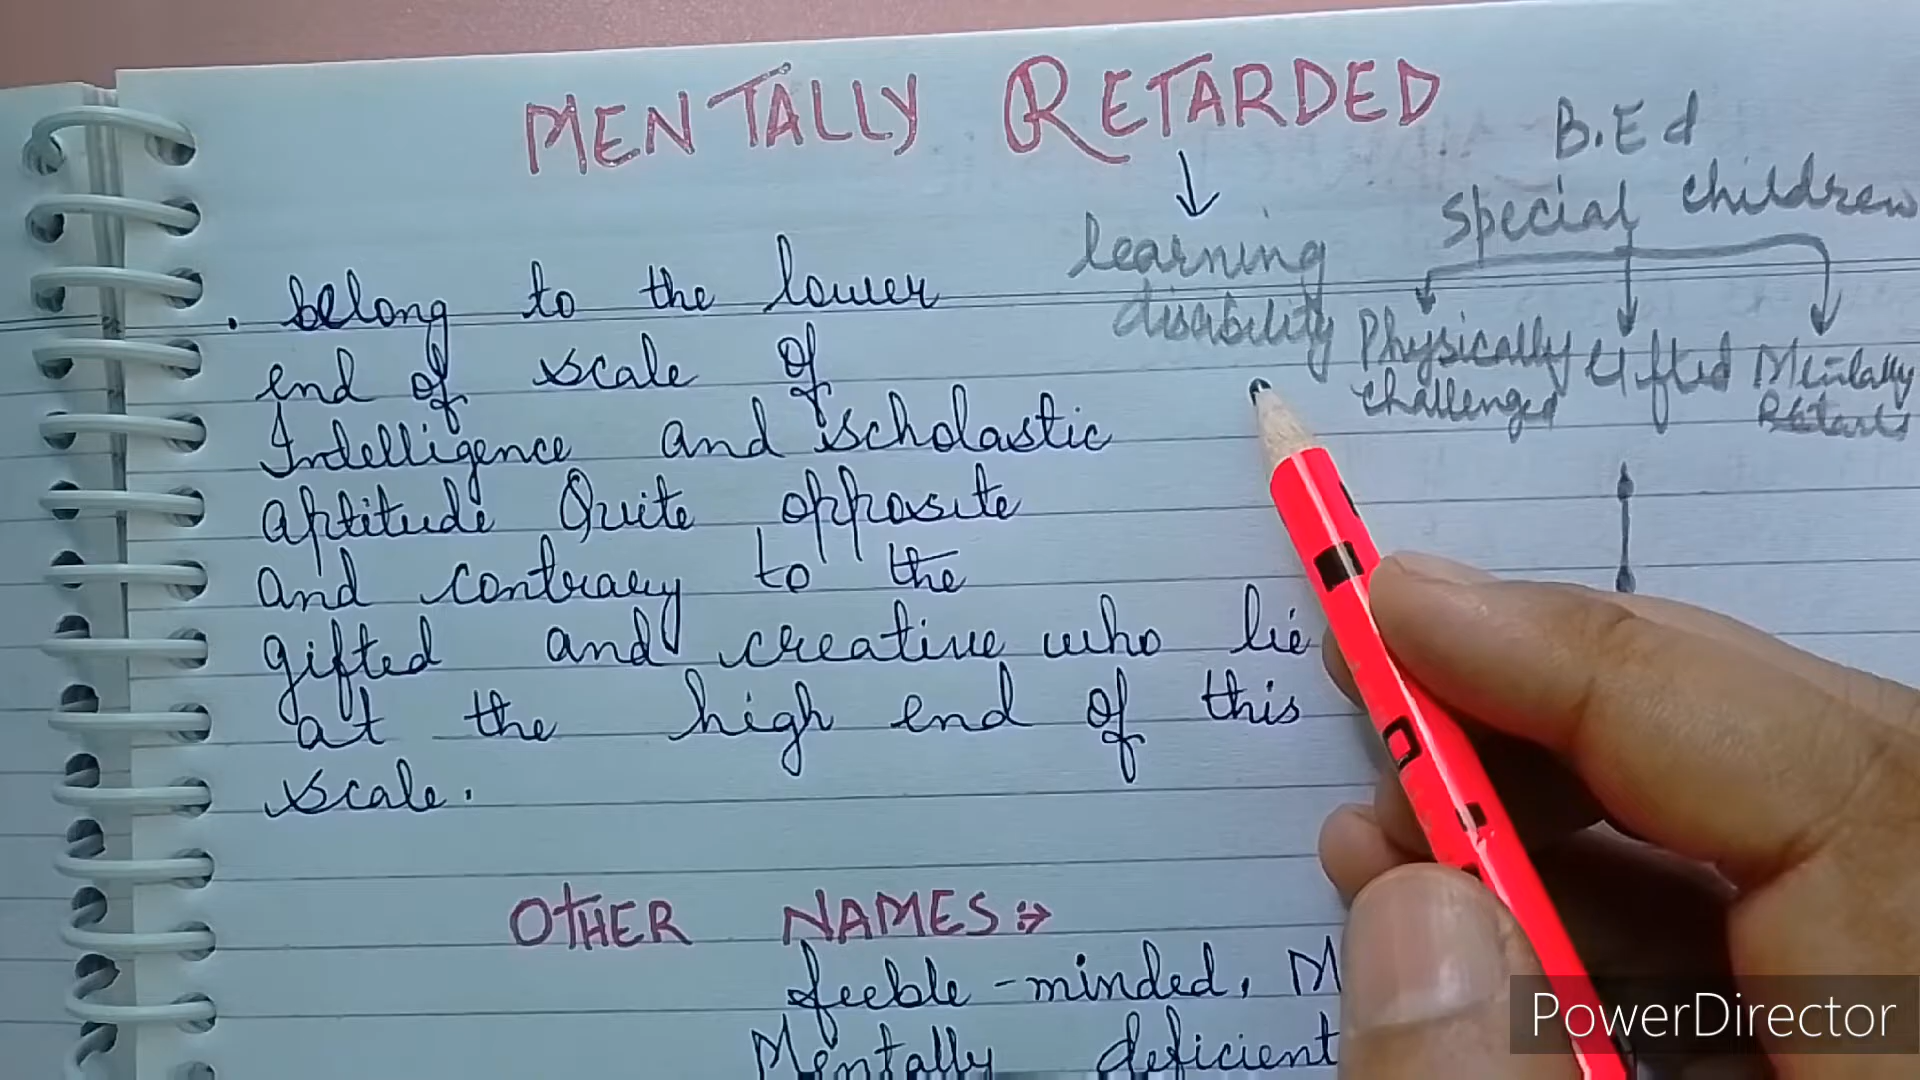 MENTALLY RETARDED
B.Ed
special children
learning
disability
Physically
challenged
Gifted
Mentally
. belong to the lower
end of scale of
Intelligence and scholastic
aptitude Quite opposite
and contrary to the
gifted and creative who lie
at the high end of this
scale.
OTHER NAMES :→
feeble-minded, M
Mentally deficient
PowerDirector